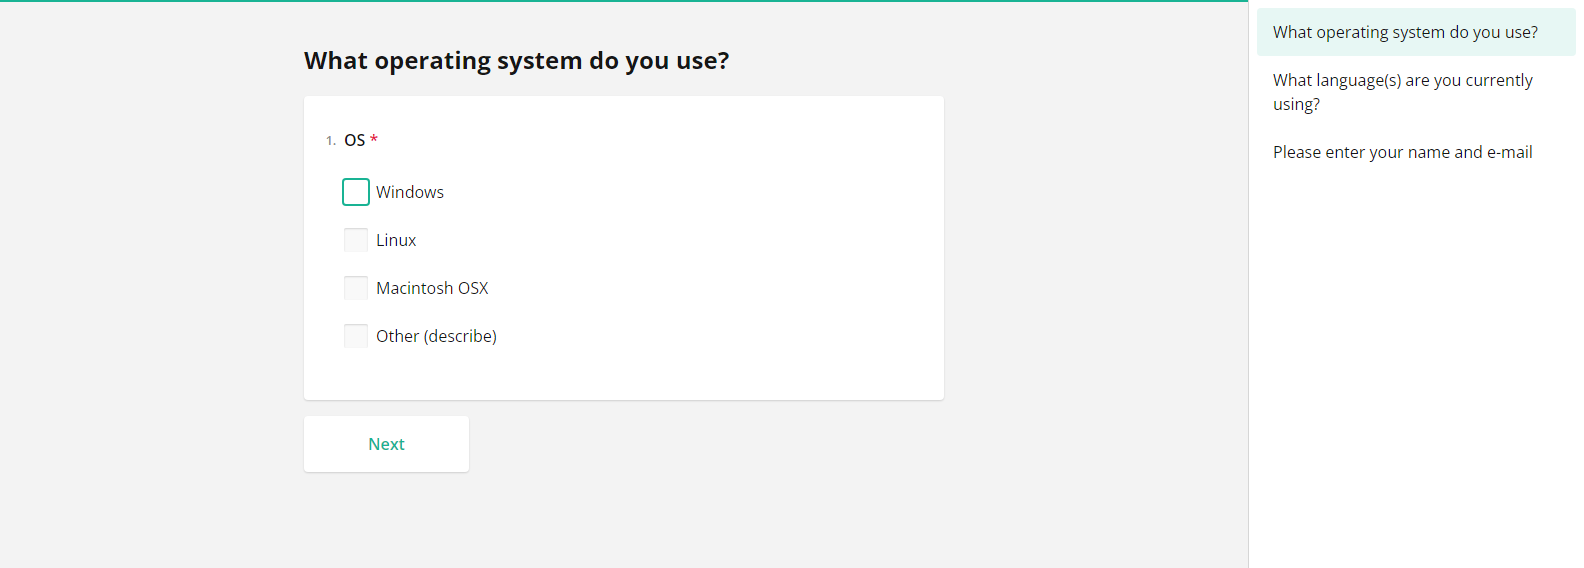 What operating system do you use?
1. OS *
Windows
Linux
Macintosh OSX
Other (describe)
Next
What operating system do you use?
What language(s) are you currently
using?
Please enter your name and e-mail